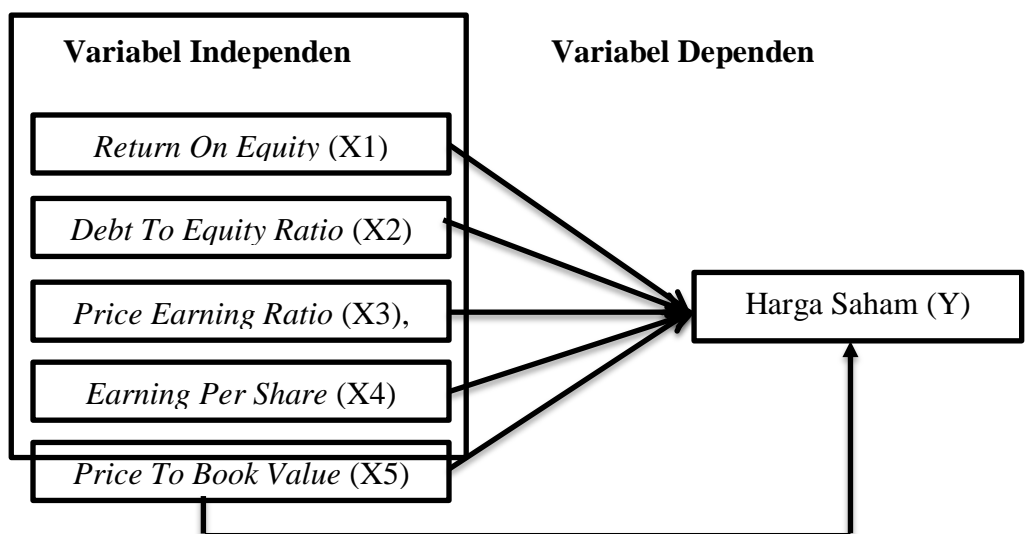 Variabel Independen
Variabel Dependen
Return On Equity (X1)
Debt To Equity Ratio (X2)
Price Earning Ratio (X3),
Earning Per Share (X4)
Price To Book Value (X5)
Harga Saham (Y)